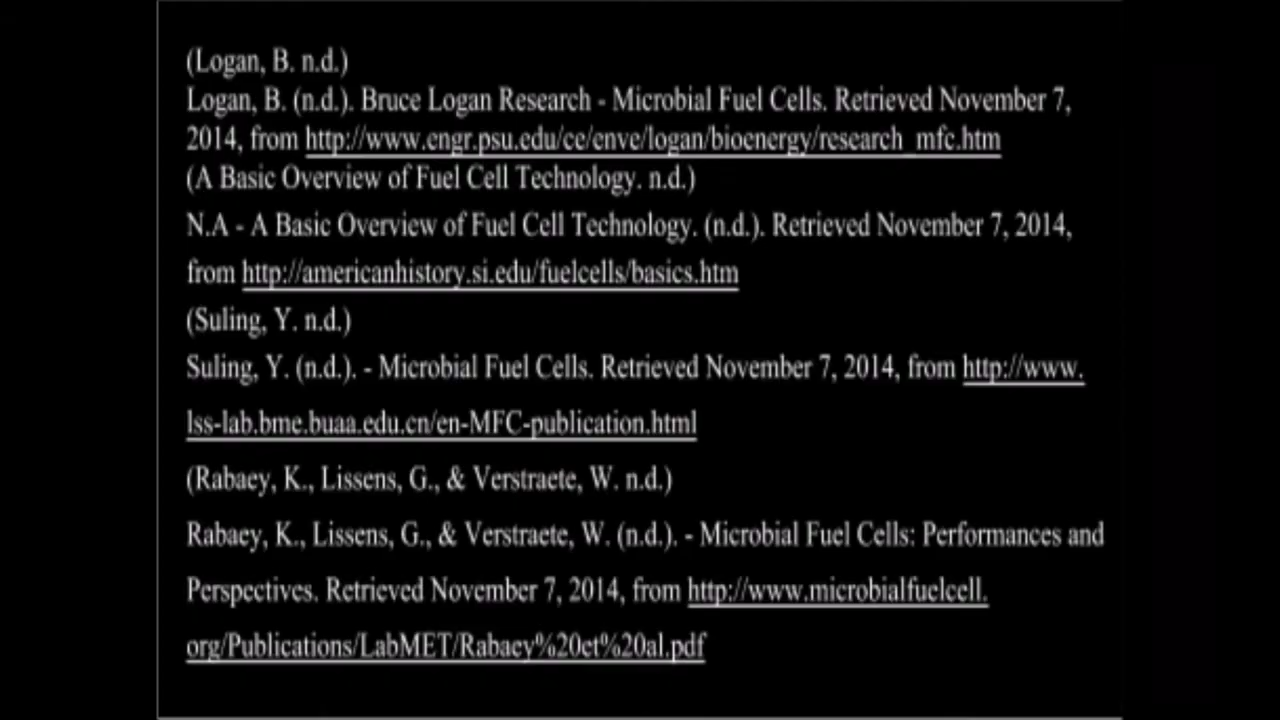 (Logan, B. n.d.)
Logan, B. (n.d.). Bruce Logan Research - Microbial Fuel Cells. Retrieved November 7,
2014, from http://www.engr.psu.edu/ce/enve/logan/bioenergy/research_mfc.htm
(A Basic Overview of Fuel Cell Technology. n.d.)
N.A - A Basic Overview of Fuel Cell Technology. (n.d.). Retrieved November 7, 2014,
from http://americanhistory.si.edu/fuelcells/basics.htm
(Suling, Y. n.d.)
Suling, Y. (n.d.). - Microbial Fuel Cells. Retrieved November 7, 2014, from http://www.
lss-lab.bme.buaa.edu.cn/en-MFC-publication.html
(Rabaey, K., Lissens, G., & Verstraete, W. n.d.)
Rabaey, K., Lissens, G., & Verstraete, W. (n.d.). - Microbial Fuel Cells: Performances and
Perspectives. Retrieved November 7, 2014, from http://www.microbialfuelcell.
org/Publications/LabMET/Rabaey%20et%20al.pdf